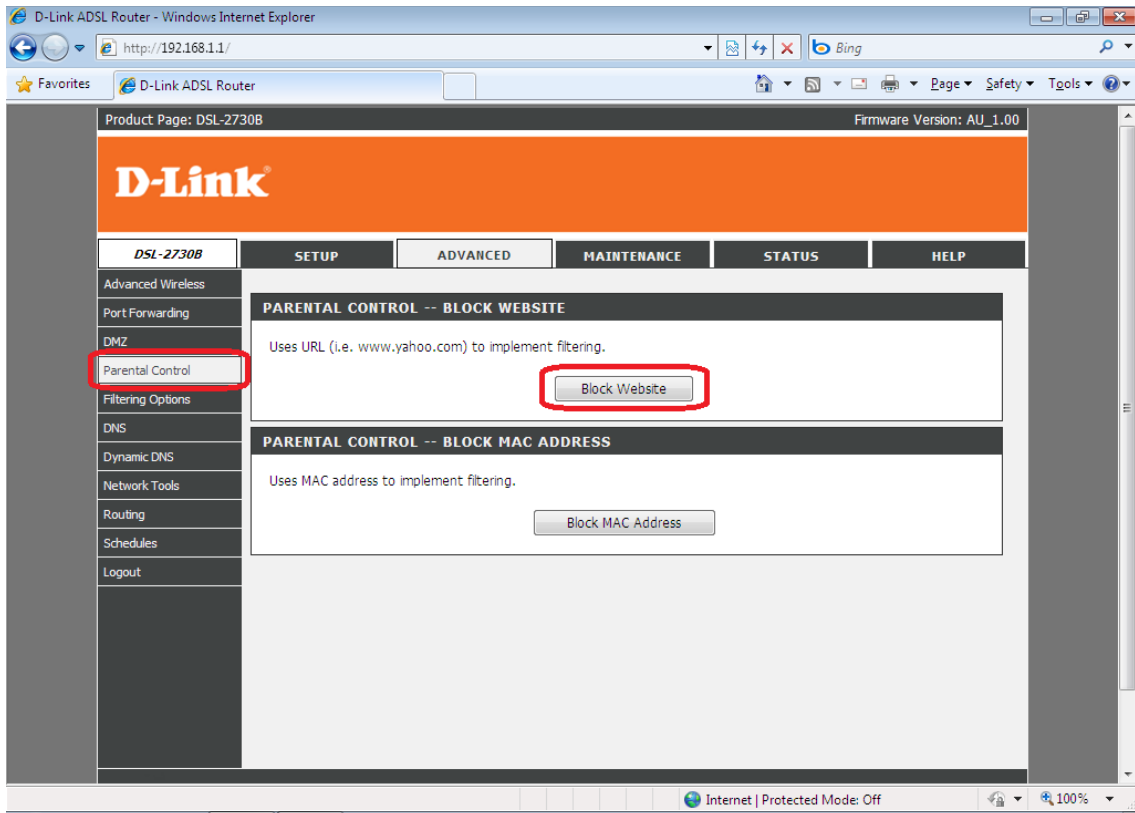 D-Link ADSL Router - Windows Internet Explorer
http://192.168.1.1/
Bing
Favorites
D-Link ADSL Router
Page
Safety
Tools
Product Page: DSL-2730B
Firmware Version: AU_1.00
D-Link®
DSL-2730B
SETUP
ADVANCED
MAINTENANCE
STATUS
HELP
Advanced Wireless
Port Forwarding
DMZ
Parental Control
Filtering Options
DNS
Dynamic DNS
Network Tools
Routing
Schedules
Logout
PARENTAL CONTROL -- BLOCK WEBSITE
Uses URL (i.e. www.yahoo.com) to implement filtering.
Block Website
PARENTAL CONTROL -- BLOCK MAC ADDRESS
Uses MAC address to implement filtering.
Block MAC Address
Internet | Protected Mode: Off
100%